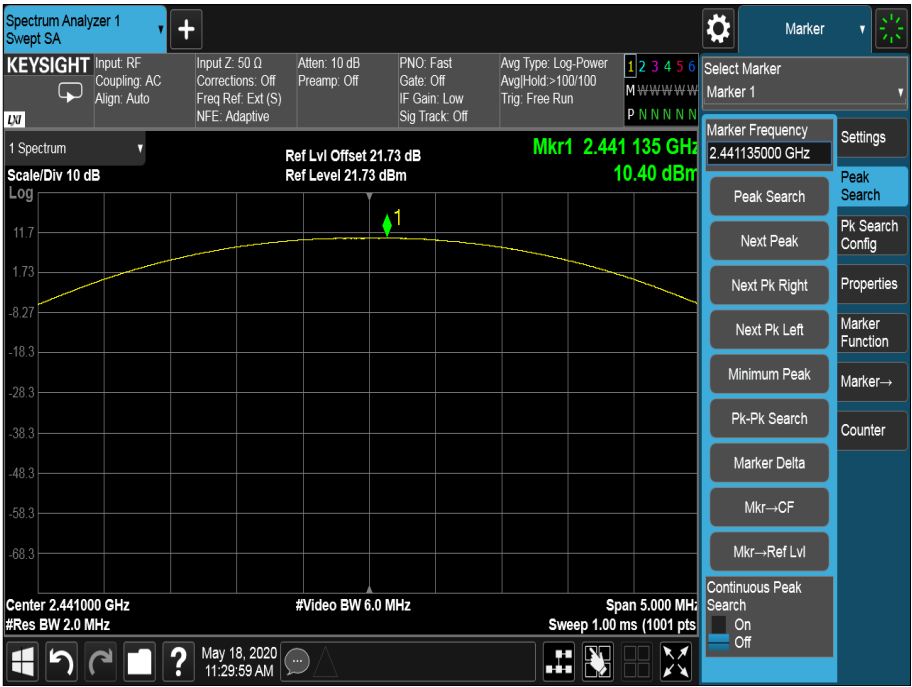 Spectrum Analyzer 1
Swept SA
+
Marker
KEYSIGHT
LXI
Input: RF
Coupling: AC
Align: Auto
Input Z: 50 Ω
Corrections: Off
Freq Ref: Ext (S)
NFE: Adaptive
Atten: 10 dB
Preamp: Off
PNO: Fast
Gate: Off
IF Gain: Low
Sig Track: Off
Avg Type: Log-Power
Avg|Hold:>100/100
Trig: Free Run
1 2 3 4 5 6
M W W W W W
P N N N N N
Select Marker
Marker 1
1 Spectrum
Scale/Div 10 dB
Log
Ref Lvl Offset 21.73 dB
Ref Level 21.73 dBm
Mkr1 2.441 135 GHz
10.40 dBm
1
11.7
1.73
-8.27
-18.3
-28.3
-38.3
-48.3
-58.3
-68.3
Center 2.441000 GHz
#Res BW 2.0 MHz
#Video BW 6.0 MHz
Span 5.000 MHz
Sweep 1.00 ms (1001 pts
Marker Frequency
2.441135000 GHz
Peak Search
Next Peak
Next Pk Right
Next Pk Left
Minimum Peak
Pk-Pk Search
Marker Delta
Mkr→CF
Mkr→Ref Lvl
Continuous Peak
Search
On
Off
Settings
Peak
Search
Pk Search
Config
Properties
Marker
Function
Marker→
Counter
?
May 18, 2020
11:29:59 AM